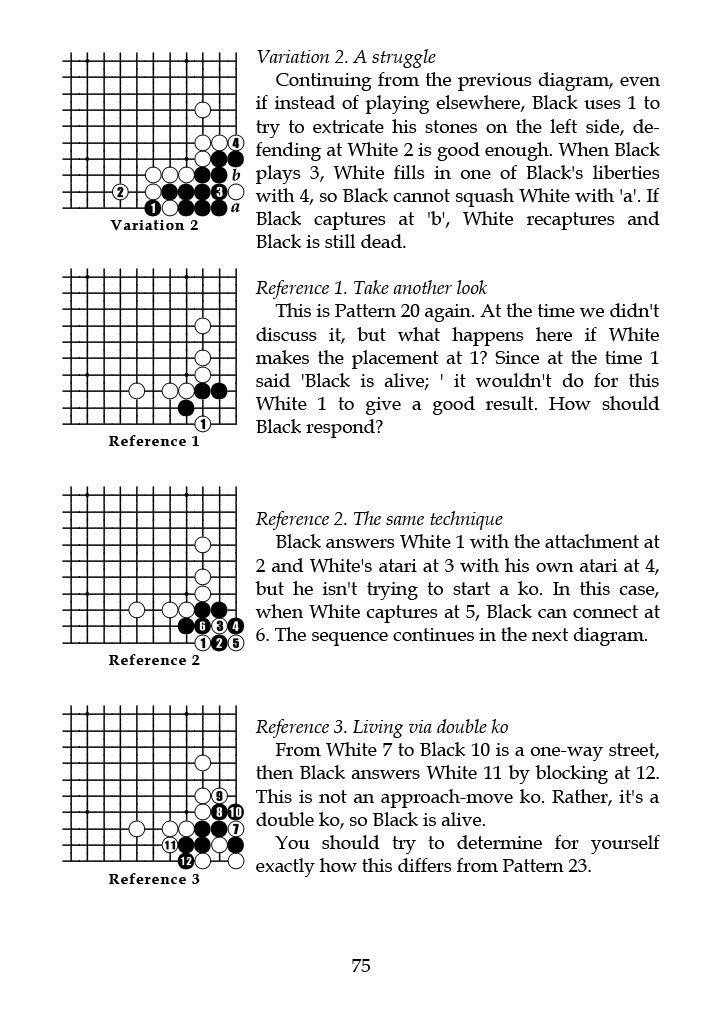 Variation 2. A struggle
Continuing from the previous diagram, even
if instead of playing elsewhere, Black uses 1 to
try to extricate his stones on the left side, de-
fending at White 2 is good enough. When Black
plays 3, White fills in one of Black's liberties
with 4, so Black cannot squash White with 'a'. If
Black captures at 'b', White recaptures and
Black is still dead.
4
b
2
3
1
a
Variation 2
Reference 1. Take another look
This is Pattern 20 again. At the time we didn't
discuss it, but what happens here if White
makes the placement at 1? Since at the time 1
said 'Black is alive; ' it wouldn't do for this
White 1 to give a good result. How should
Black respond?
1
Reference 1
Reference 2. The same technique
Black answers White 1 with the attachment at
2 and White's atari at 3 with his own atari at 4,
but he isn't trying to start a ko. In this case,
when White captures at 5, Black can connect at
6. The sequence continues in the next diagram.
6 3 4
1 2 5
Reference 2
Reference 3. Living via double ko
From White 7 to Black 10 is a one-way street,
then Black answers White 11 by blocking at 12.
This is not an approach-move ko. Rather, it's a
double ko, so Black is alive.
You should try to determine for yourself
exactly how this differs from Pattern 23.
9
8 10
7
11
12
Reference 3
75